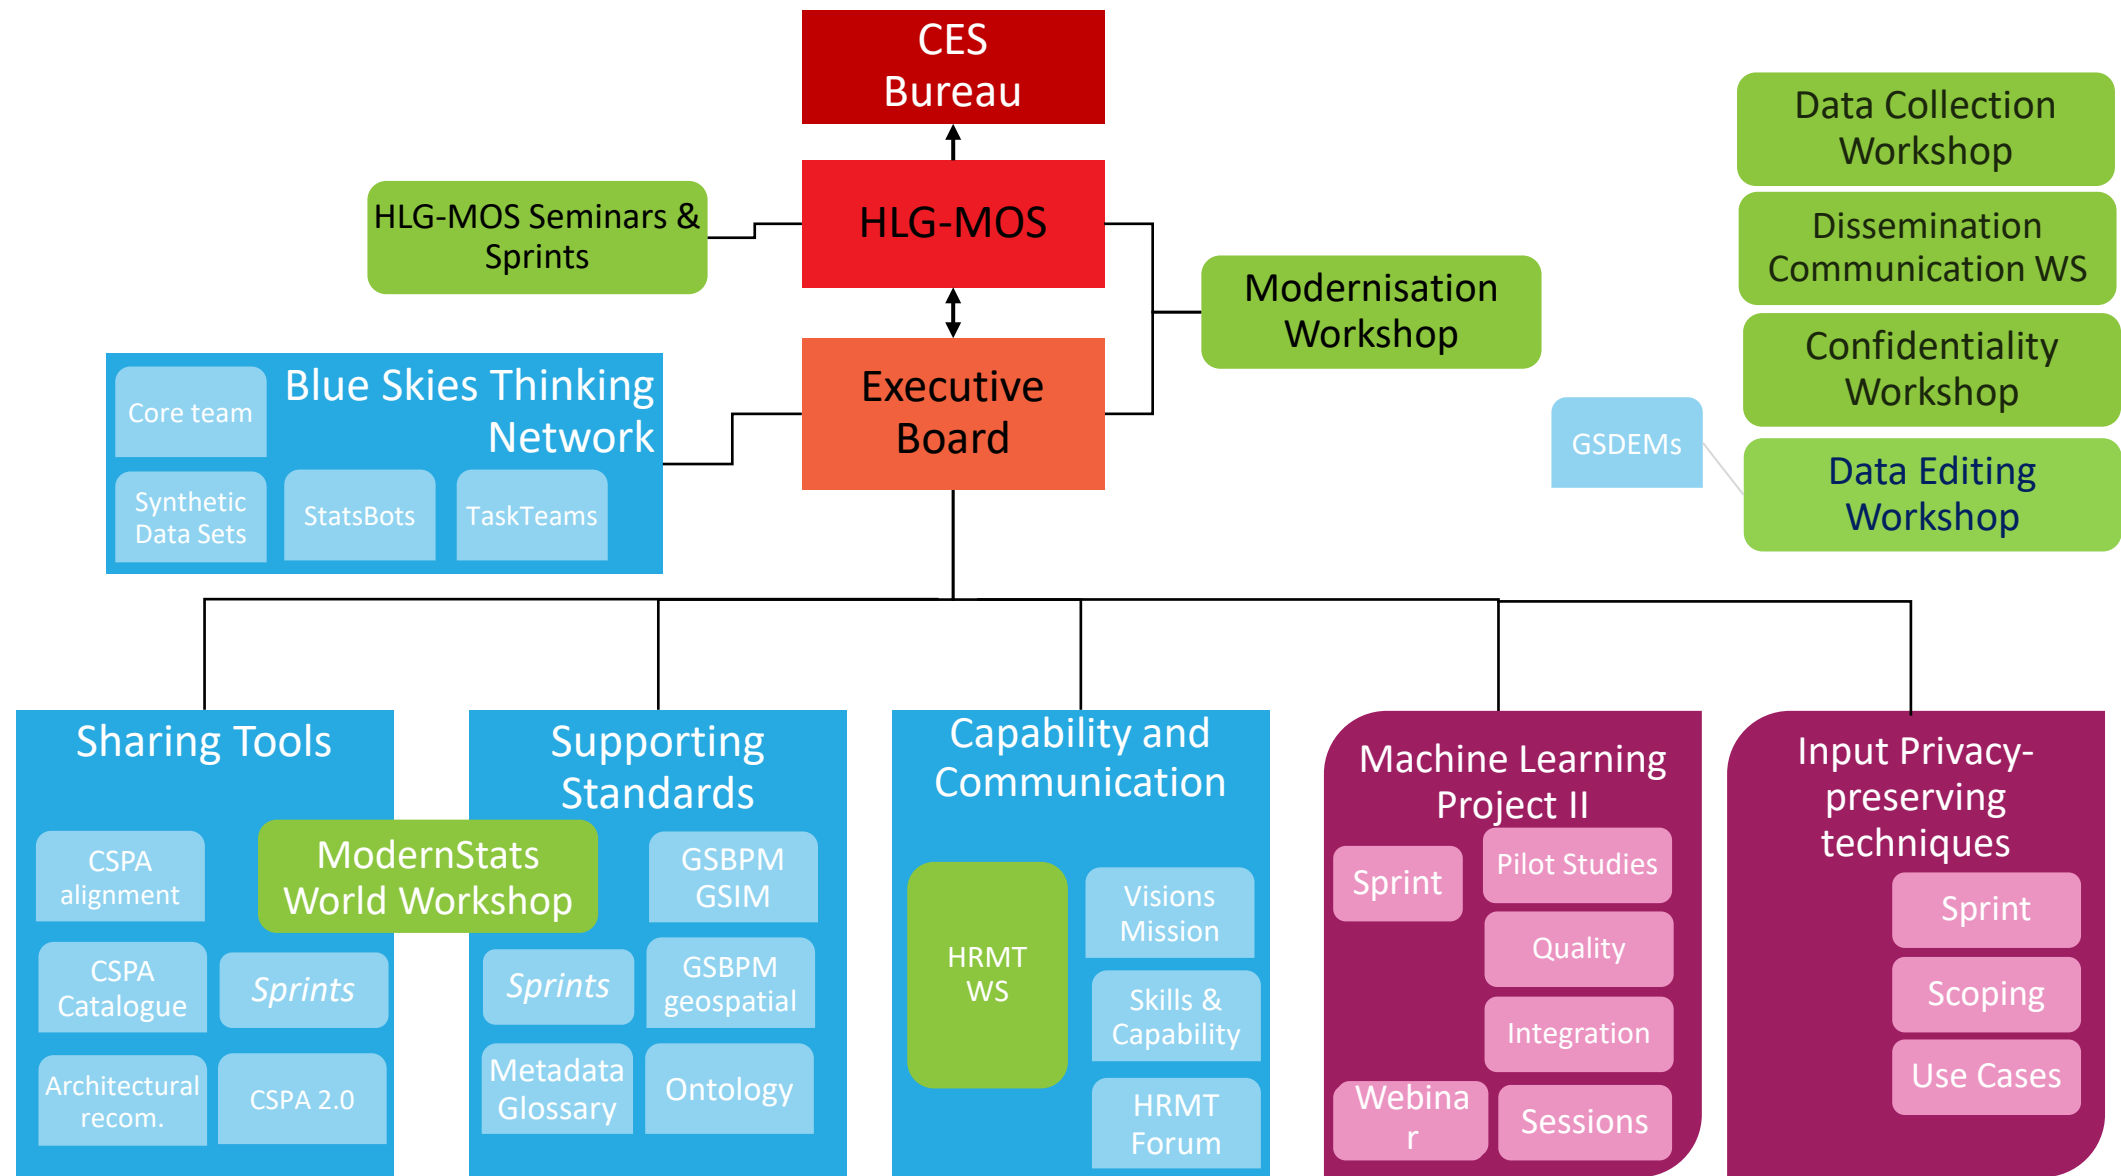 CES
Bureau
HLG-MOS
HLG-MOS Seminars &
Sprints
Modernisation
Workshop
Executive
Board
Blue Skies Thinking
Network
Core team
Synthetic
Data Sets
StatsBots
TaskTeams
Data Collection
Workshop
Dissemination
Communication WS
Confidentiality
Workshop
GSDEMs
Data Editing
Workshop
Sharing Tools
CSPA
alignment
CSPA
Catalogue
Sprints
Architectural
recom.
CSPA 2.0
ModernStats
World Workshop
Supporting
Standards
GSBPM
GSIM
Sprints
GSBPM
geospatial
Metadata
Glossary
Ontology
Capability and
Communication
HRMT
WS
Visions
Mission
Skills &
Capability
HRMT
Forum
Machine Learning
Project II
Sprint
Pilot Studies
Quality
Integration
Webina
r
Sessions
Input Privacy-
preserving
techniques
Sprint
Scoping
Use Cases